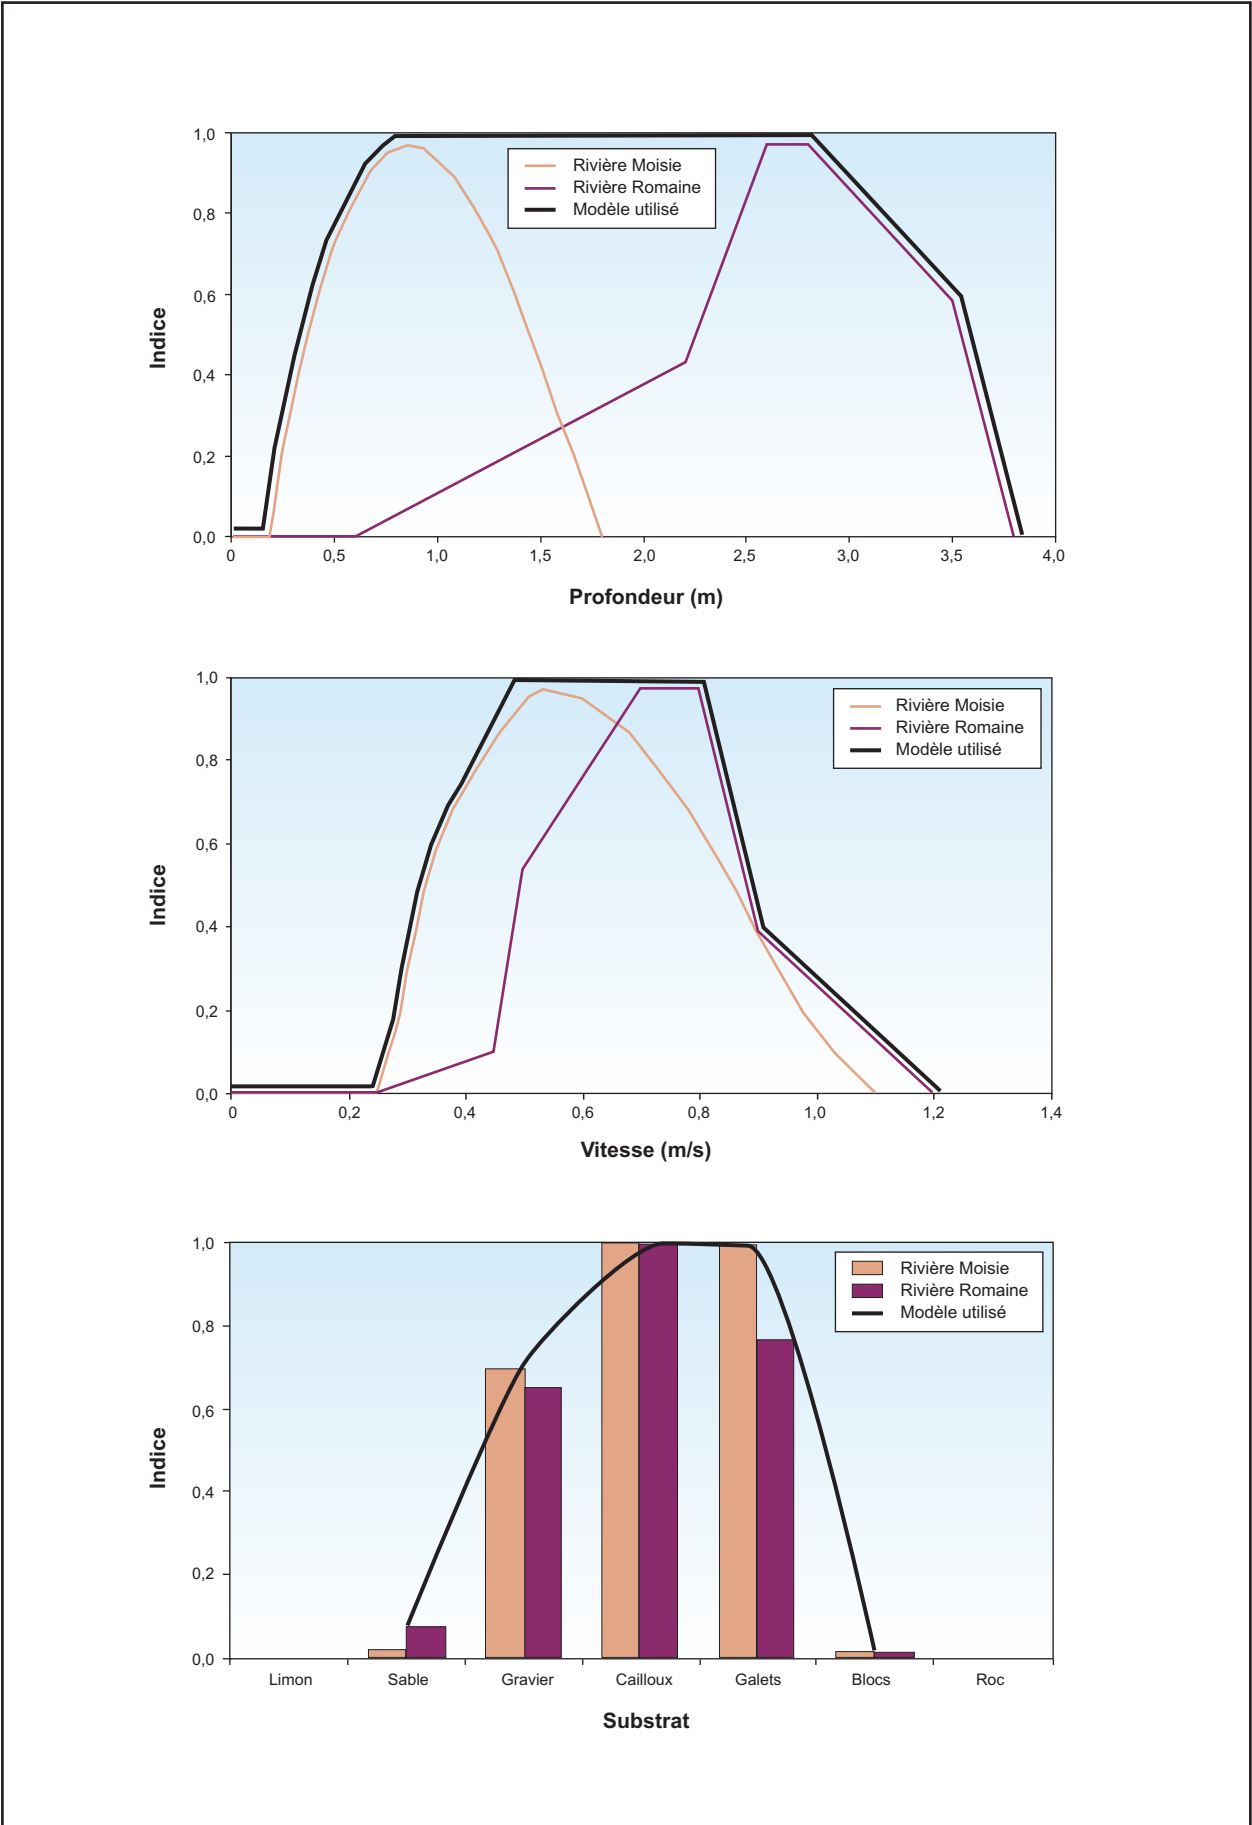 1,0
0,8
0,6
0,4
0,2
0,0
Indice
Rivière Moisie
Rivière Romaine
Modèle utilisé
0 0,5 1,0 1,5 2,0 2,5 3,0 3,5 4,0
Profondeur (m)
1,0
0,8
0,6
0,4
0,2
0,0
Indice
Rivière Moisie
Rivière Romaine
Modèle utilisé
0 0,2 0,4 0,6 0,8 1,0 1,2 1,4
Vitesse (m/s)
1,0
0,8
0,6
0,4
0,2
0,0
Indice
Rivière Moisie
Rivière Romaine
Modèle utilisé
Limon Sable Gravier Cailloux Galets Blocs Roc
Substrat